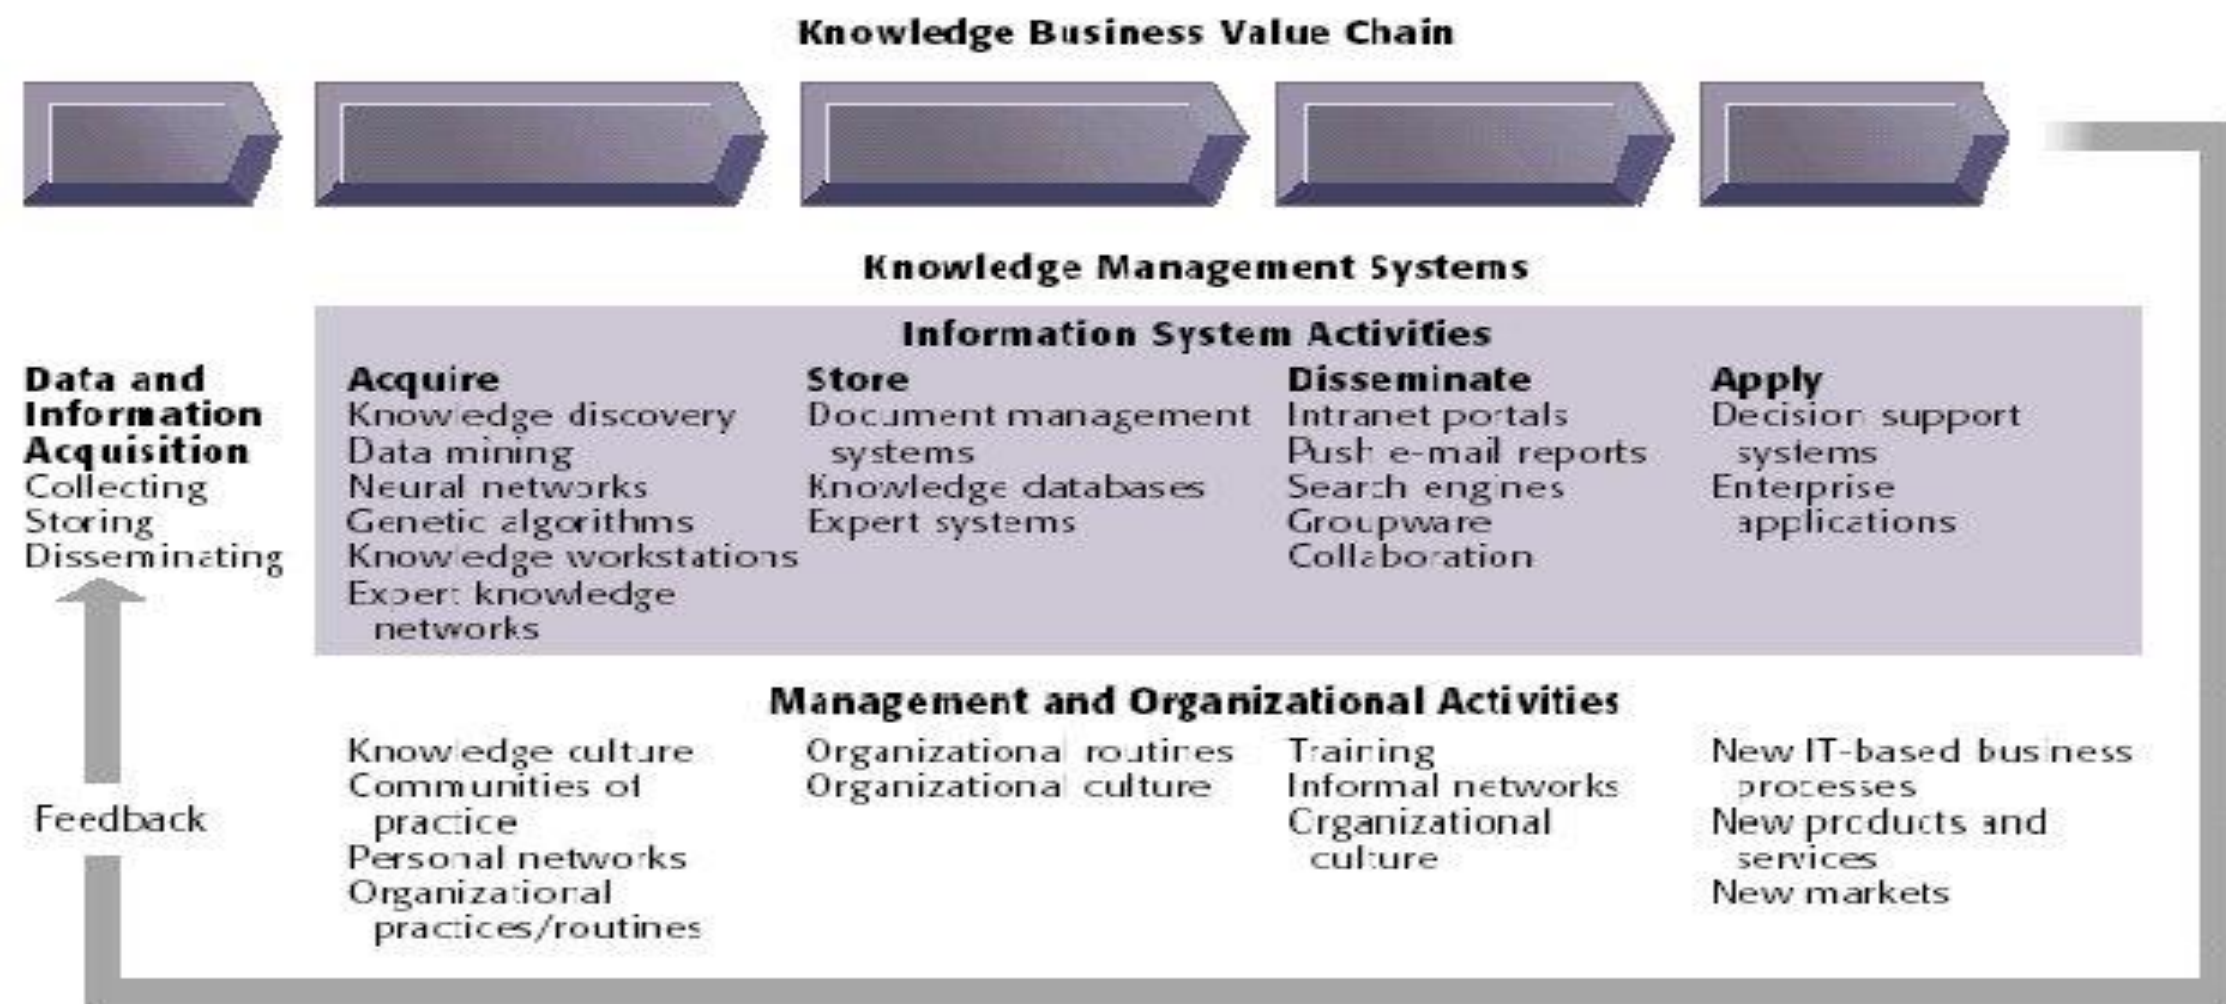 Knowledge Business Value Chain
Knowledge Management Systems
Information System Activities
Data and
Information
Acquisition
Collecting
Storing
Disseminating
Acquire
Knowledge discovery
Data mining
Neural networks
Genetic algorithms
Knowledge workstations
Expert knowledge
networks
Store
Document management
systems
Knowledge databases
Expert systems
Disseminate
Intranet portals
Push e-mail reports
Search engines
Groupware
Collaboration
Apply
Decision support
systems
Enterprise
applications
Management and Organizational Activities
Knowledge culture
Communities of
practice
Personal networks
Organizational
practices/routines
Organizational routines
Organizational culture
Training
Informal networks
Organizational
culture
New IT-based business
processes
New products and
services
New markets
Feedback